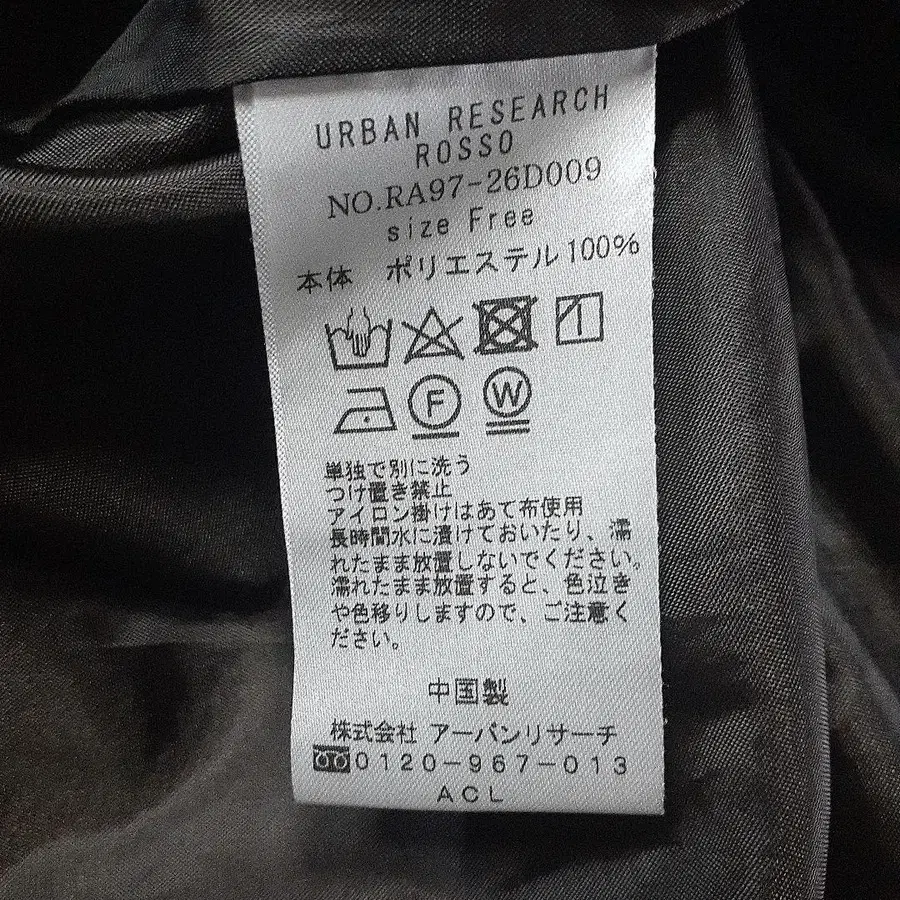 URBAN RESEARCH
ROSSO
NO.RA97-26D009
size Free
本体 ポリエステル100%
F W
単独で別に洗う
つけ置き禁止
アイロン掛けはあて布使用
長時間水に漬けておいたり、濡
れたまま放置しないでください。
濡れたまま放置すると、色泣き
や色移りしますので、ご注意く
ださい。
中国製
株式会社 アーバンリサーチ
0120-967-013
ACL